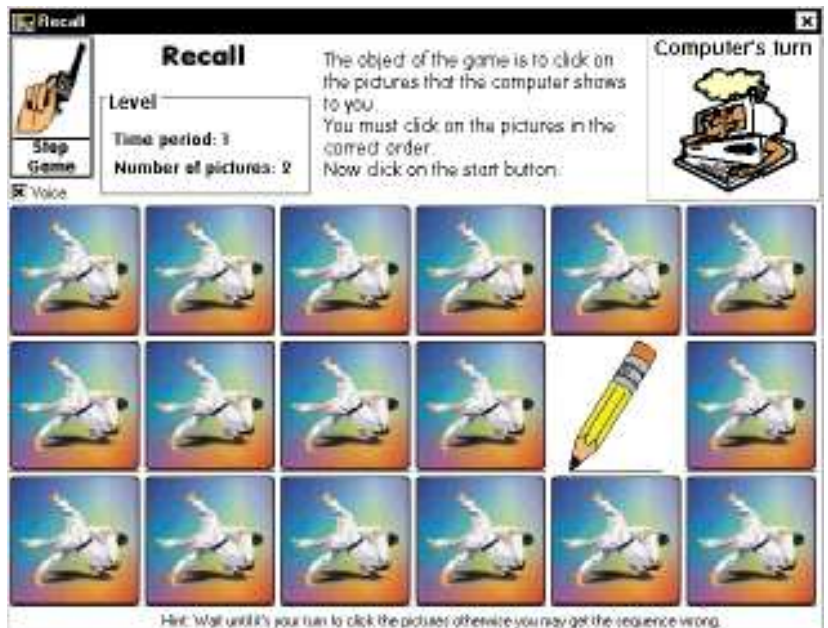 Recall
Recall
The object of the game is to click on
the pictures that the computer shows
to you.
You must click on the pictures in the
correct order.
Now click on the start button.
Computer's turn
Level
Time period: 1
Number of pictures: 2
Stop
Game
Voice
Hint: Wait until it's your turn to click the pictures otherwise you may get the sequence wrong.